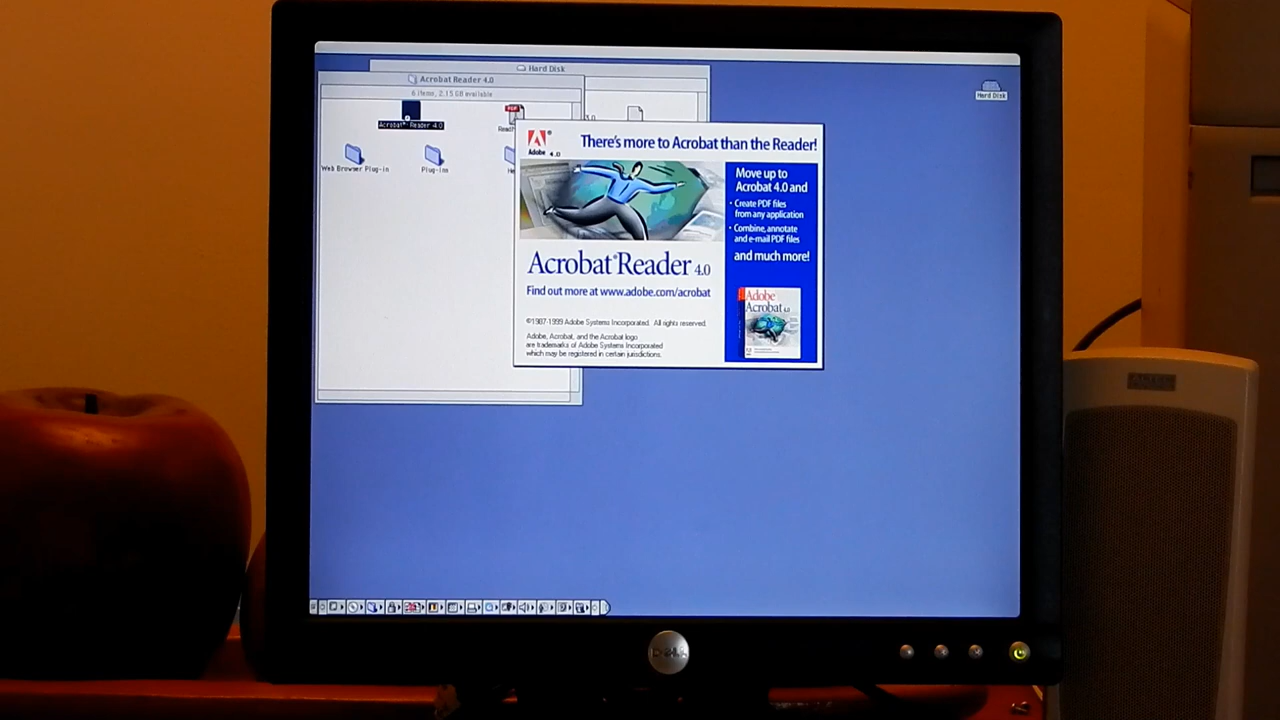 Hard Disk
Acrobat Reader 4.0
6 items, 2.15 GB available
Acrobat® Reader 4.0
PDF
Web Browser Plug-in
Plug-ins
Hard Disk
Adobe 4.0
There's more to Acrobat than the Reader!
Move up to
Acrobat 4.0 and
• Create PDF files
from any application
• Combine, annotate
and e-mail PDF files
and much more!
Acrobat® Reader 4.0
Find out more at www.adobe.com/acrobat
©1987-1999 Adobe Systems Incorporated. All rights reserved.
Adobe, Acrobat, and the Acrobat logo
are trademarks of Adobe Systems Incorporated
which may be registered in certain jurisdictions.
Adobe
Acrobat 4.0
DELL